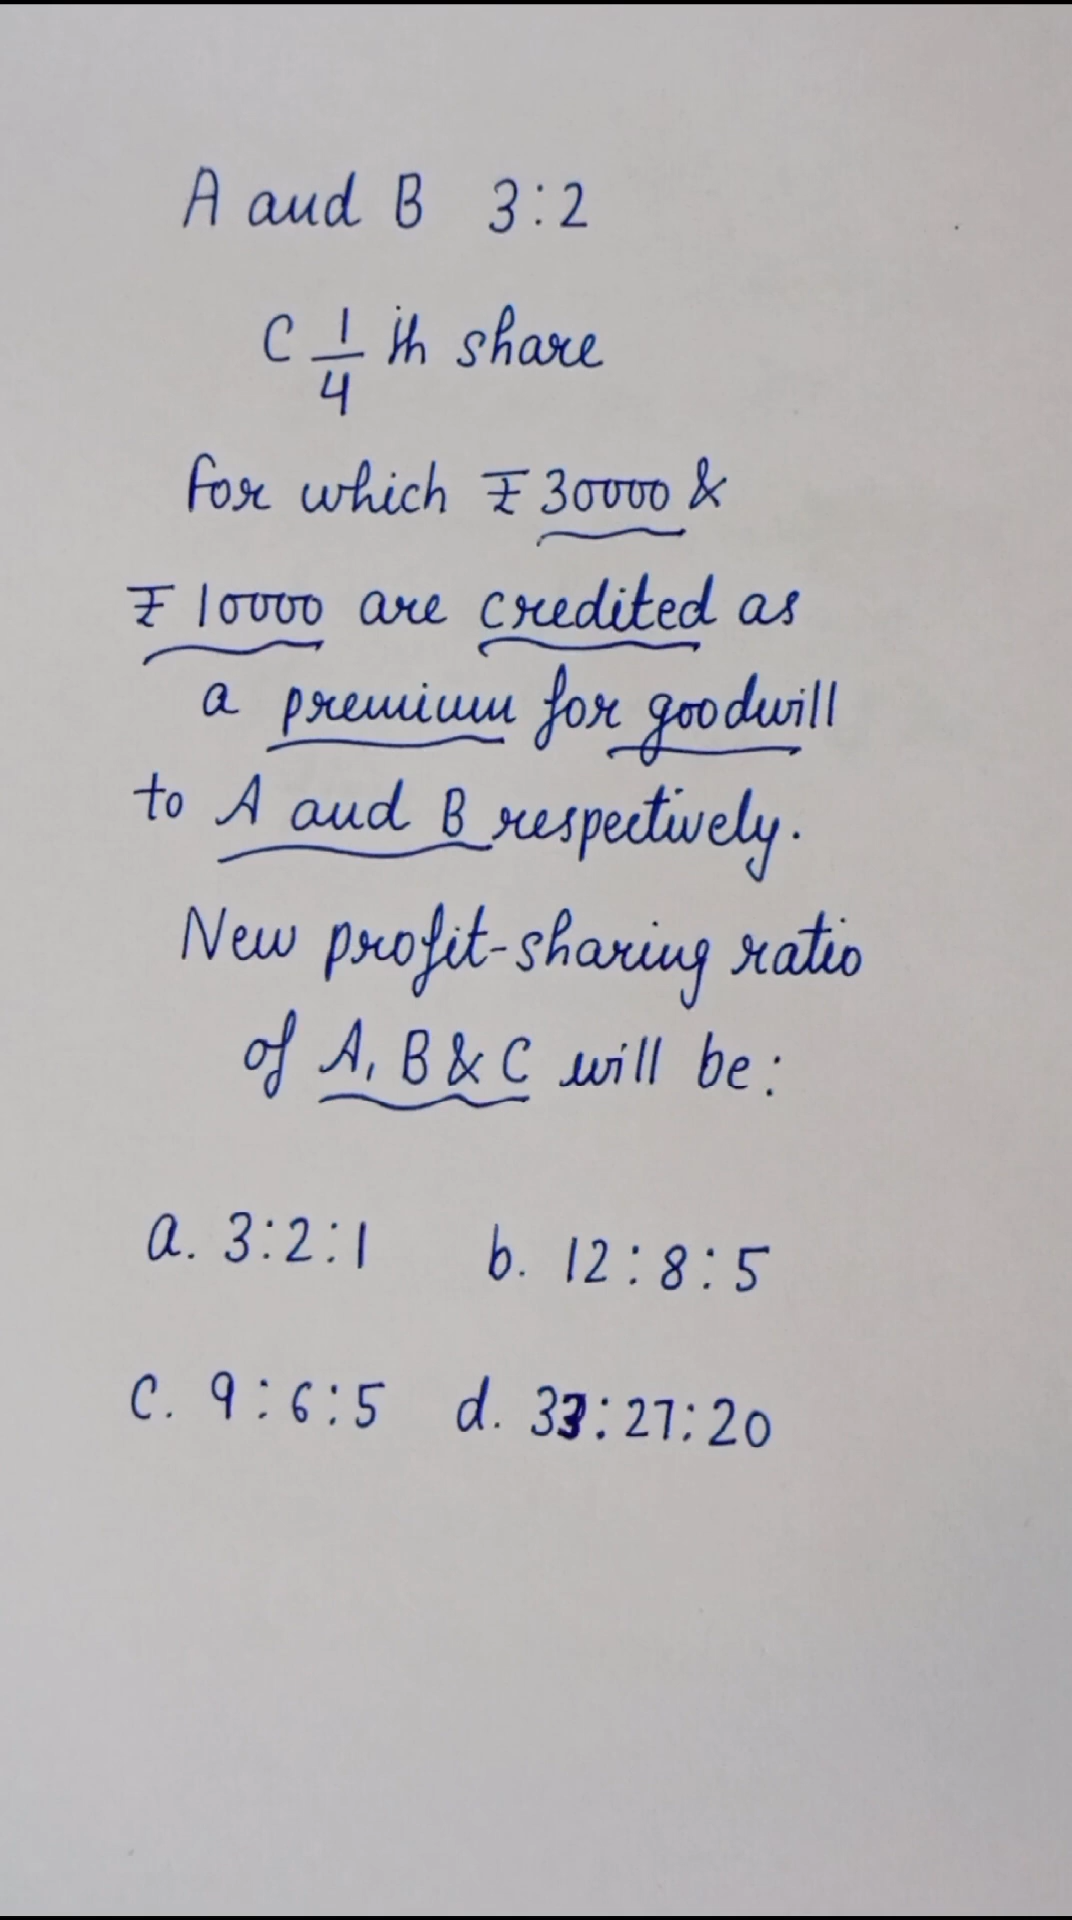 A and B 3:2
C 1/4 th share
For which ₹ 30000 &
₹ 10000 are credited as
a premium for goodwill
to A and B respectively.
New profit-sharing ratio
of A, B & C will be:
a. 3:2:1 b. 12:8:5
c. 9:6:5 d. 33:27:20